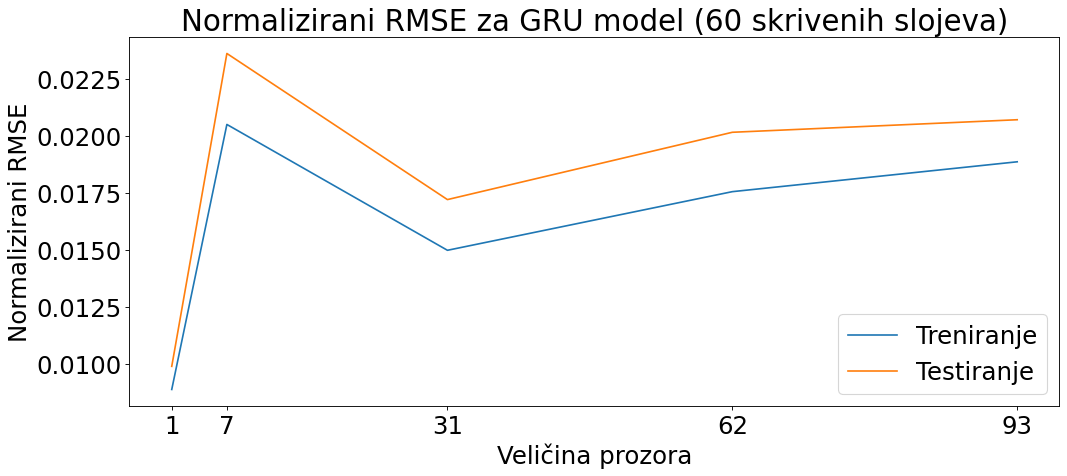 Normalizirani RMSE za GRU model (60 skrivenih slojeva)
Normalizirani RMSE
0.0225
0.0200
0.0175
0.0150
0.0125
0.0100
Treniranje
Testiranje
1 7 31 62 93
Veličina prozora